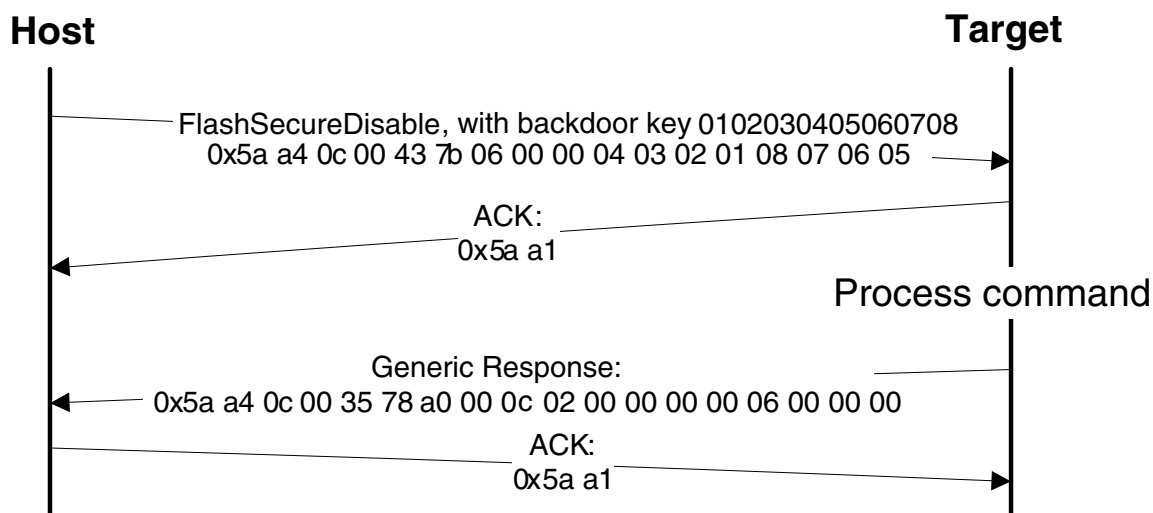 Host
Target
FlashSecureDisable, with backdoor key 0102030405060708
0x5a a4 0c 00 43 7b 06 00 00 04 03 02 01 08 07 06 05
ACK:
0x5a a1
Process command
Generic Response:
0x5a a4 0c 00 35 78 a0 00 0c 02 00 00 00 00 06 00 00 00
ACK:
0x5a a1